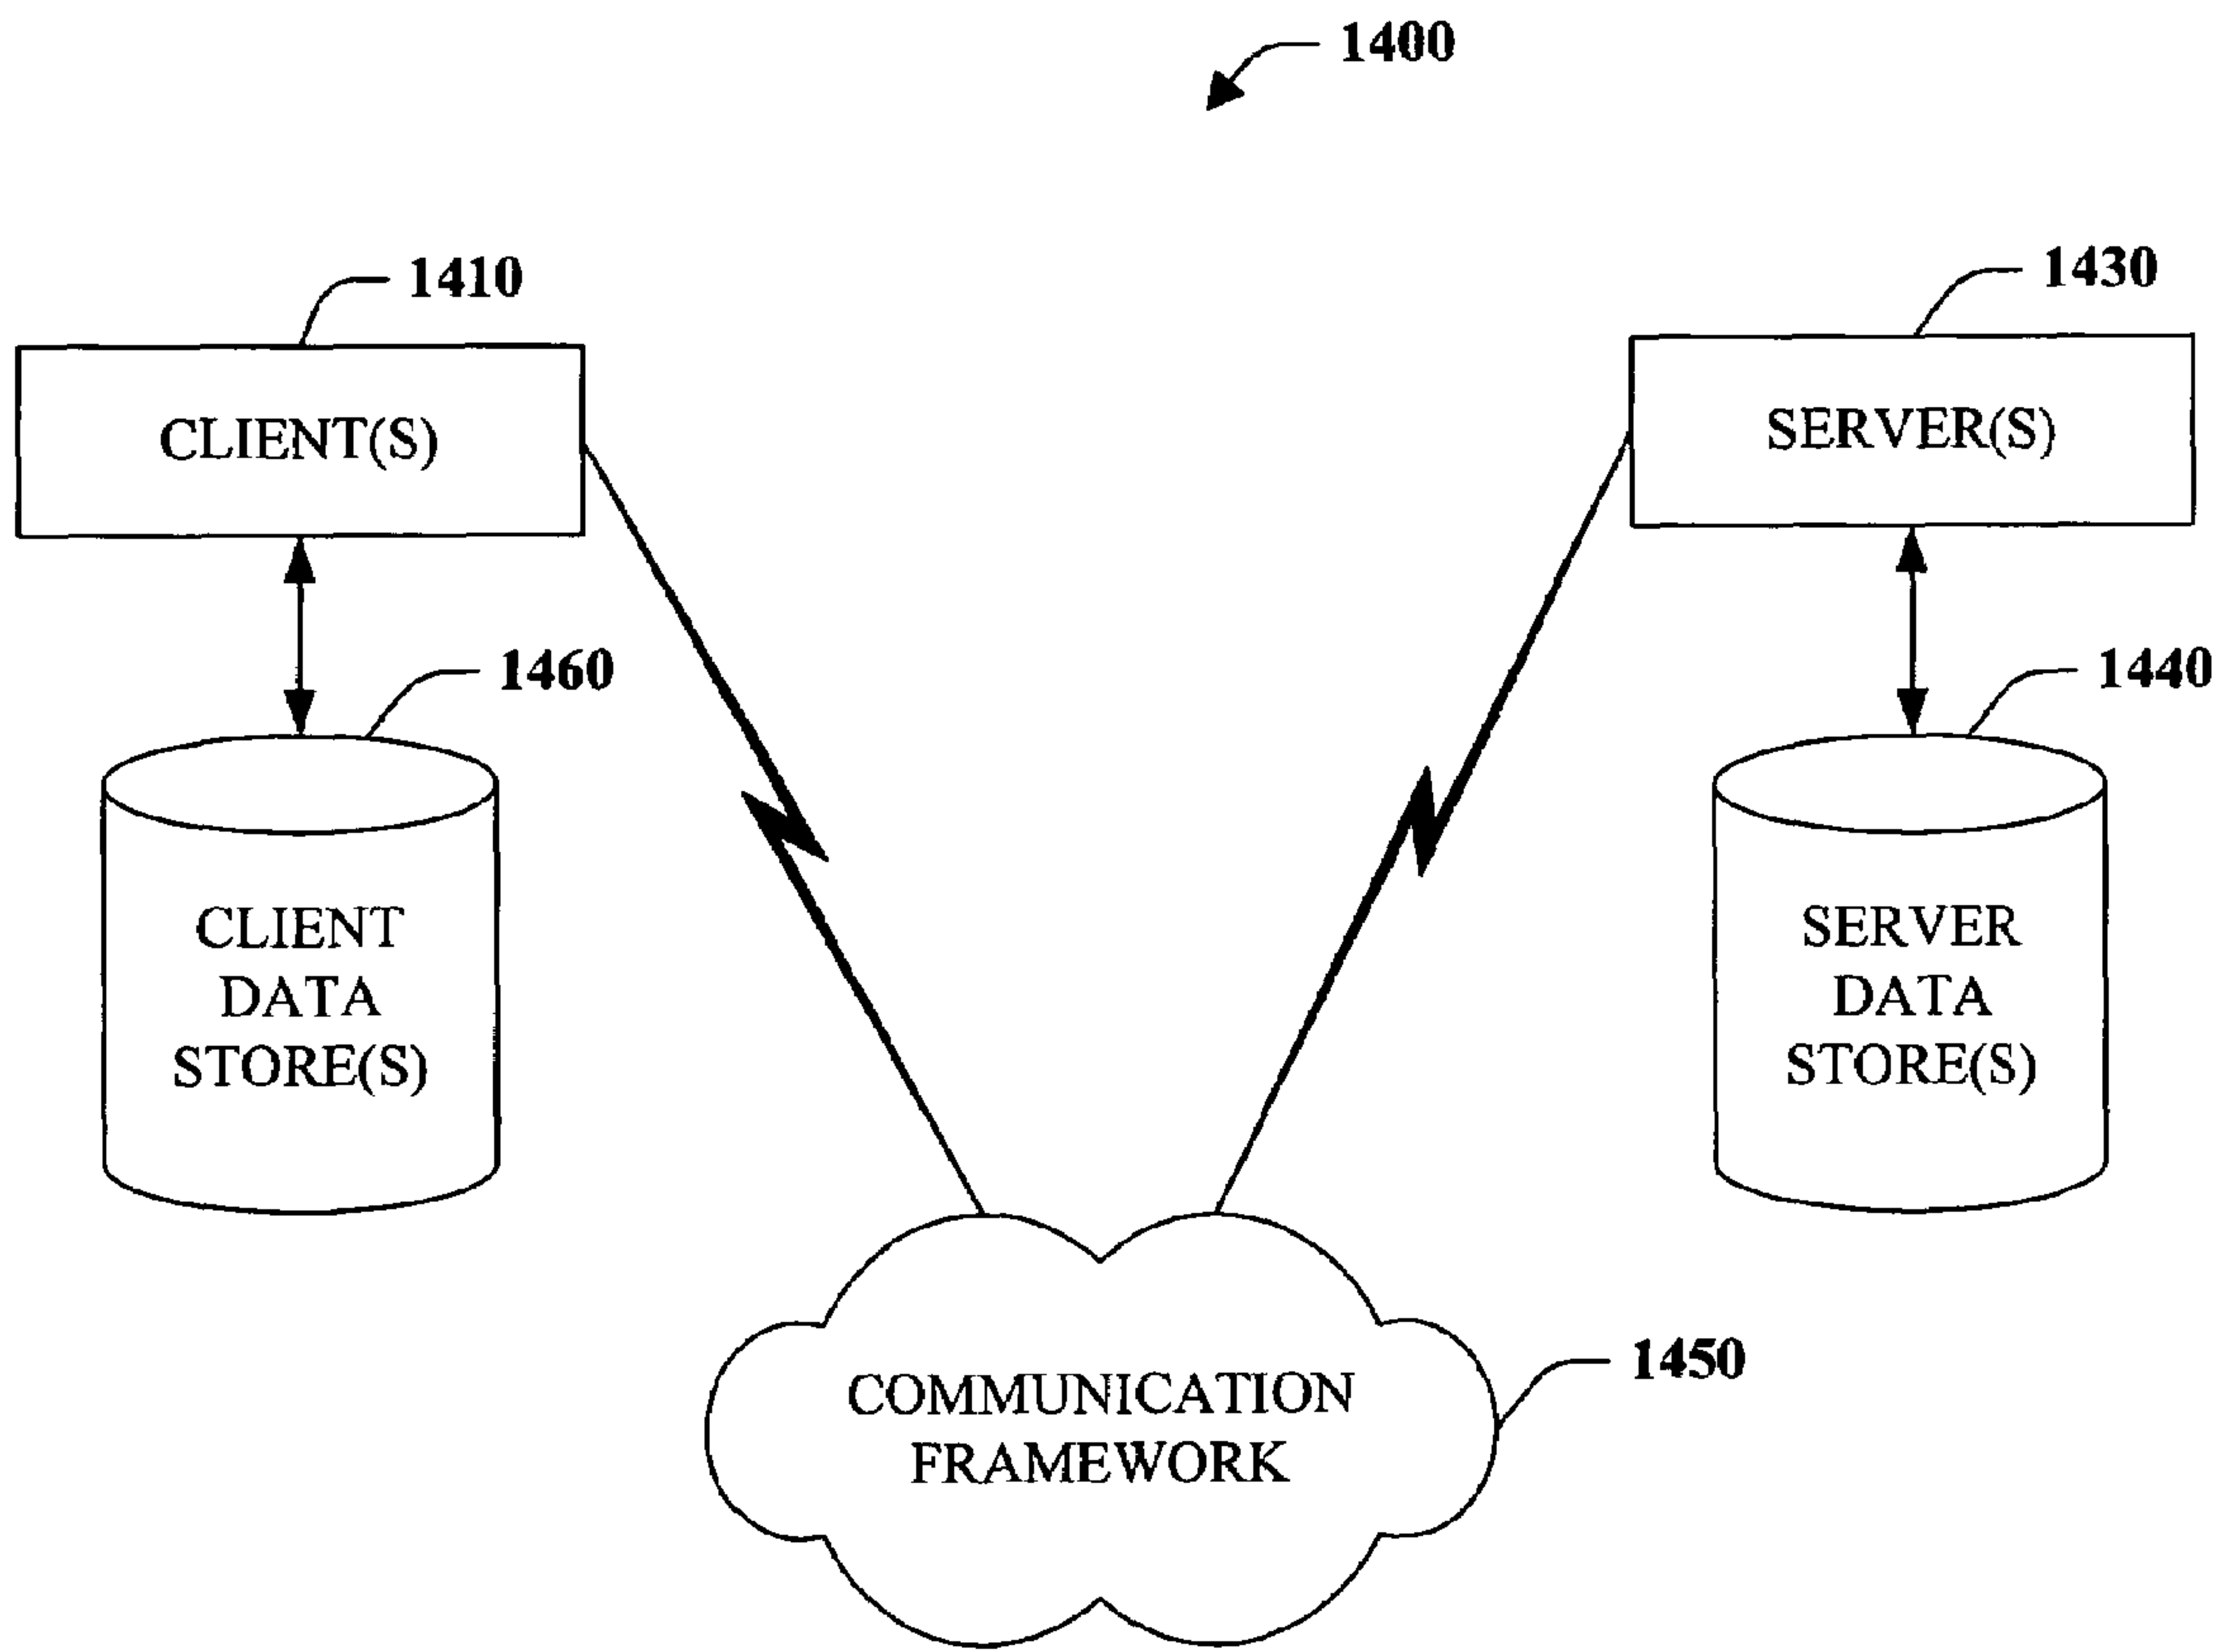 1400
1410
1430
CLIENT(S)
SERVER(S)
1460
1440
CLIENT
DATA
STORE(S)
SERVER
DATA
STORE(S)
1450
COMMUNICATION
FRAMEWORK